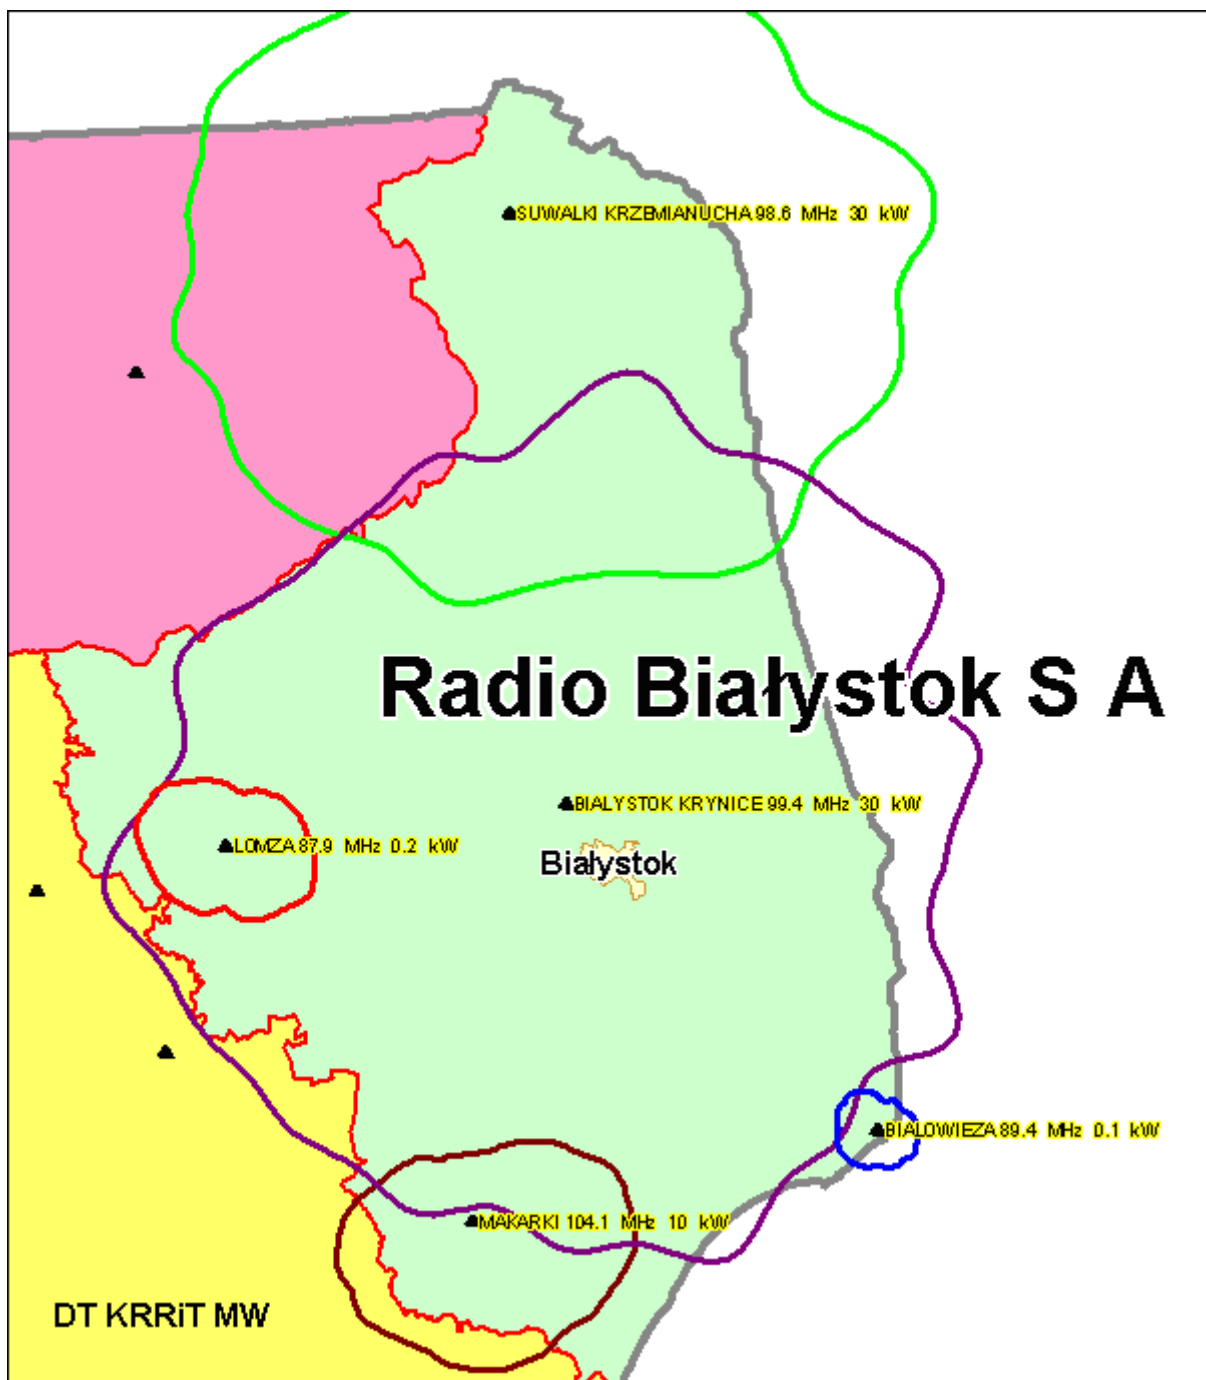 SUWALKI KRZEMIANUCHA 98.6 MHz 30 kW
Radio Białystok S A
BIALYSTOK KRYNICE 99.4 MHz 30 kW
LOMZA 87.9 MHz 0.2 kW
Białystok
BIALOWIEZA 89.4 MHz 0.1 kW
MAKARKI 104.1 MHz 10 kW
DT KRRiT MW